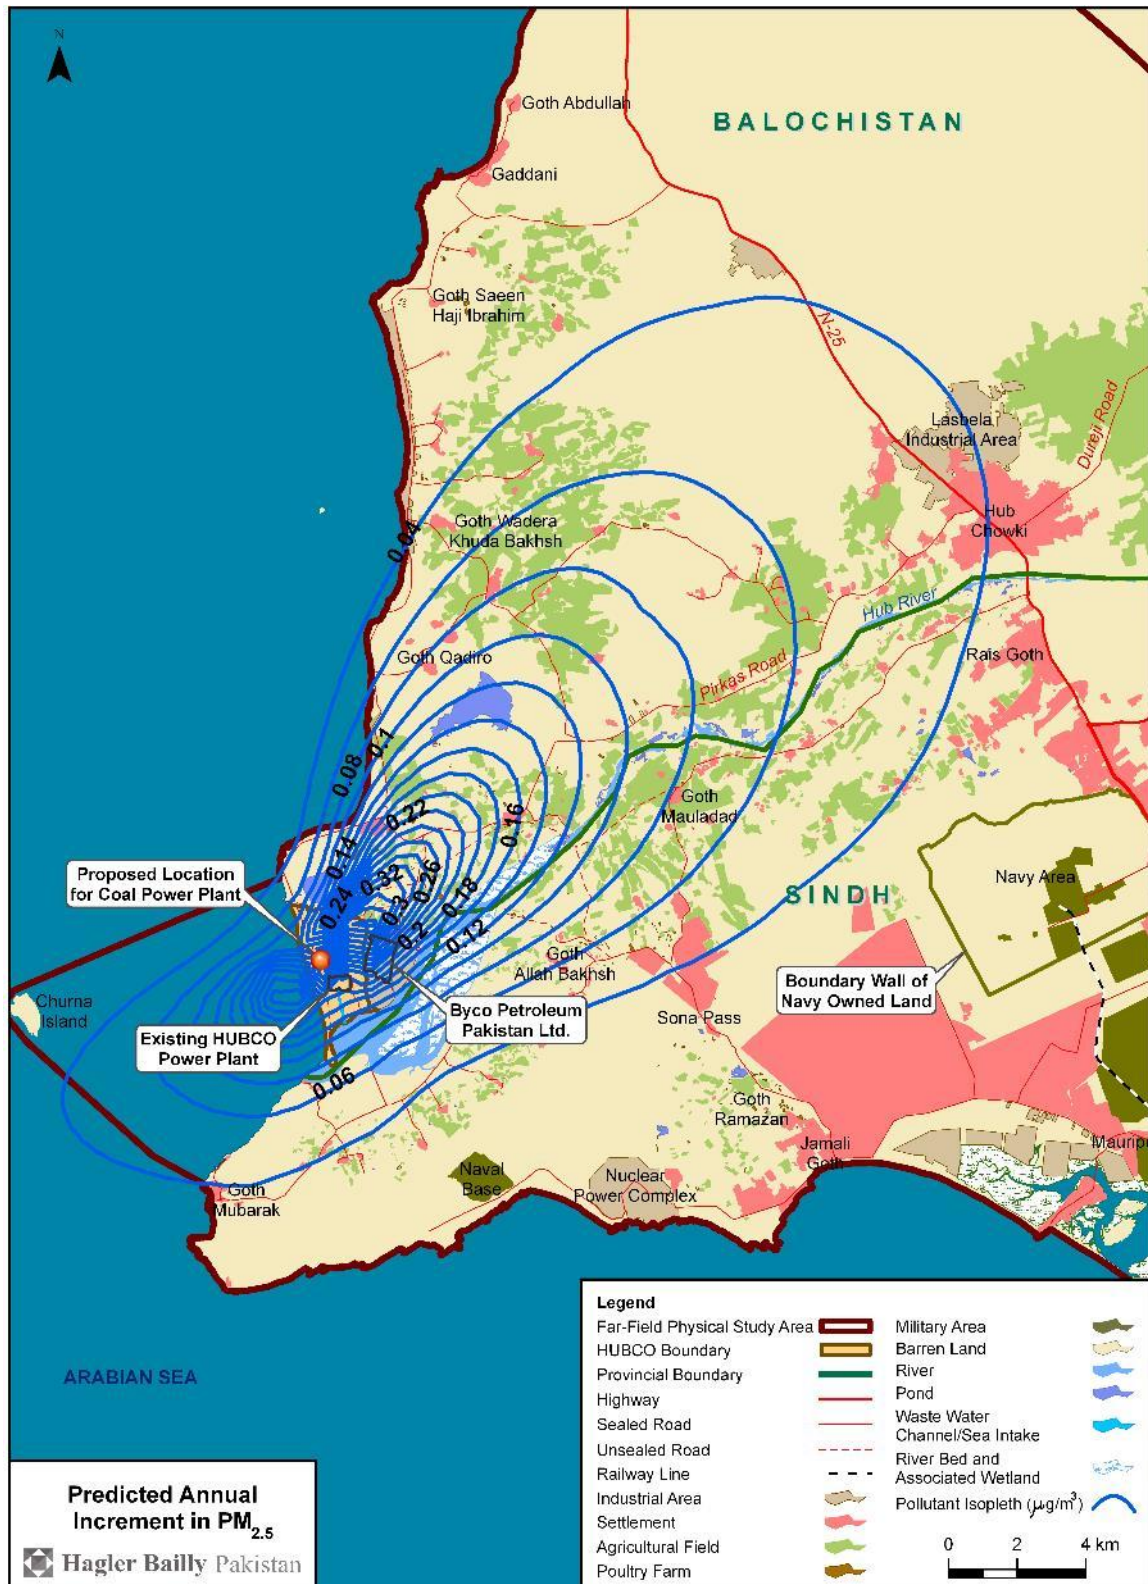 N
Goth Abdullah
BALOCHISTAN
Gaddani
Goth Saeen
Haji Ibrahim
N-25
Lasbela
Industrial Area
Dureji Road
Hub
Chowki
0.04
Goth Wadera
Khuda Bakhsh
Hub River
Goth Qadiro
Pirkas Road
Rais Goth
0.1
0.08
0.22
0.16
0.14
Goth
Mauladad
0.32
0.26
0.24
0.3
0.18
0.2
0.12
Proposed Location
for Coal Power Plant
Navy Area
SINDH
Goth
Allah Bakhsh
Boundary Wall of
Navy Owned Land
Churna
Island
Byco Petroleum
Pakistan Ltd.
Sona Pass
Existing HUBCO
Power Plant
0.06
Goth
Ramazan
Jamali
Goth
Mauripu
Naval
Base
Nuclear
Power Complex
Goth
Mubarak
ARABIAN SEA
Legend
Far-Field Physical Study Area
HUBCO Boundary
Provincial Boundary
Highway
Sealed Road
Unsealed Road
Railway Line
Industrial Area
Settlement
Agricultural Field
Poultry Farm
Military Area
Barren Land
River
Pond
Waste Water
Channel/Sea Intake
River Bed and
Associated Wetland
Pollutant Isopleth (µg/m³)
0 1 2 4 km
Predicted Annual
Increment in PM2.5
Hagler Bailly Pakistan